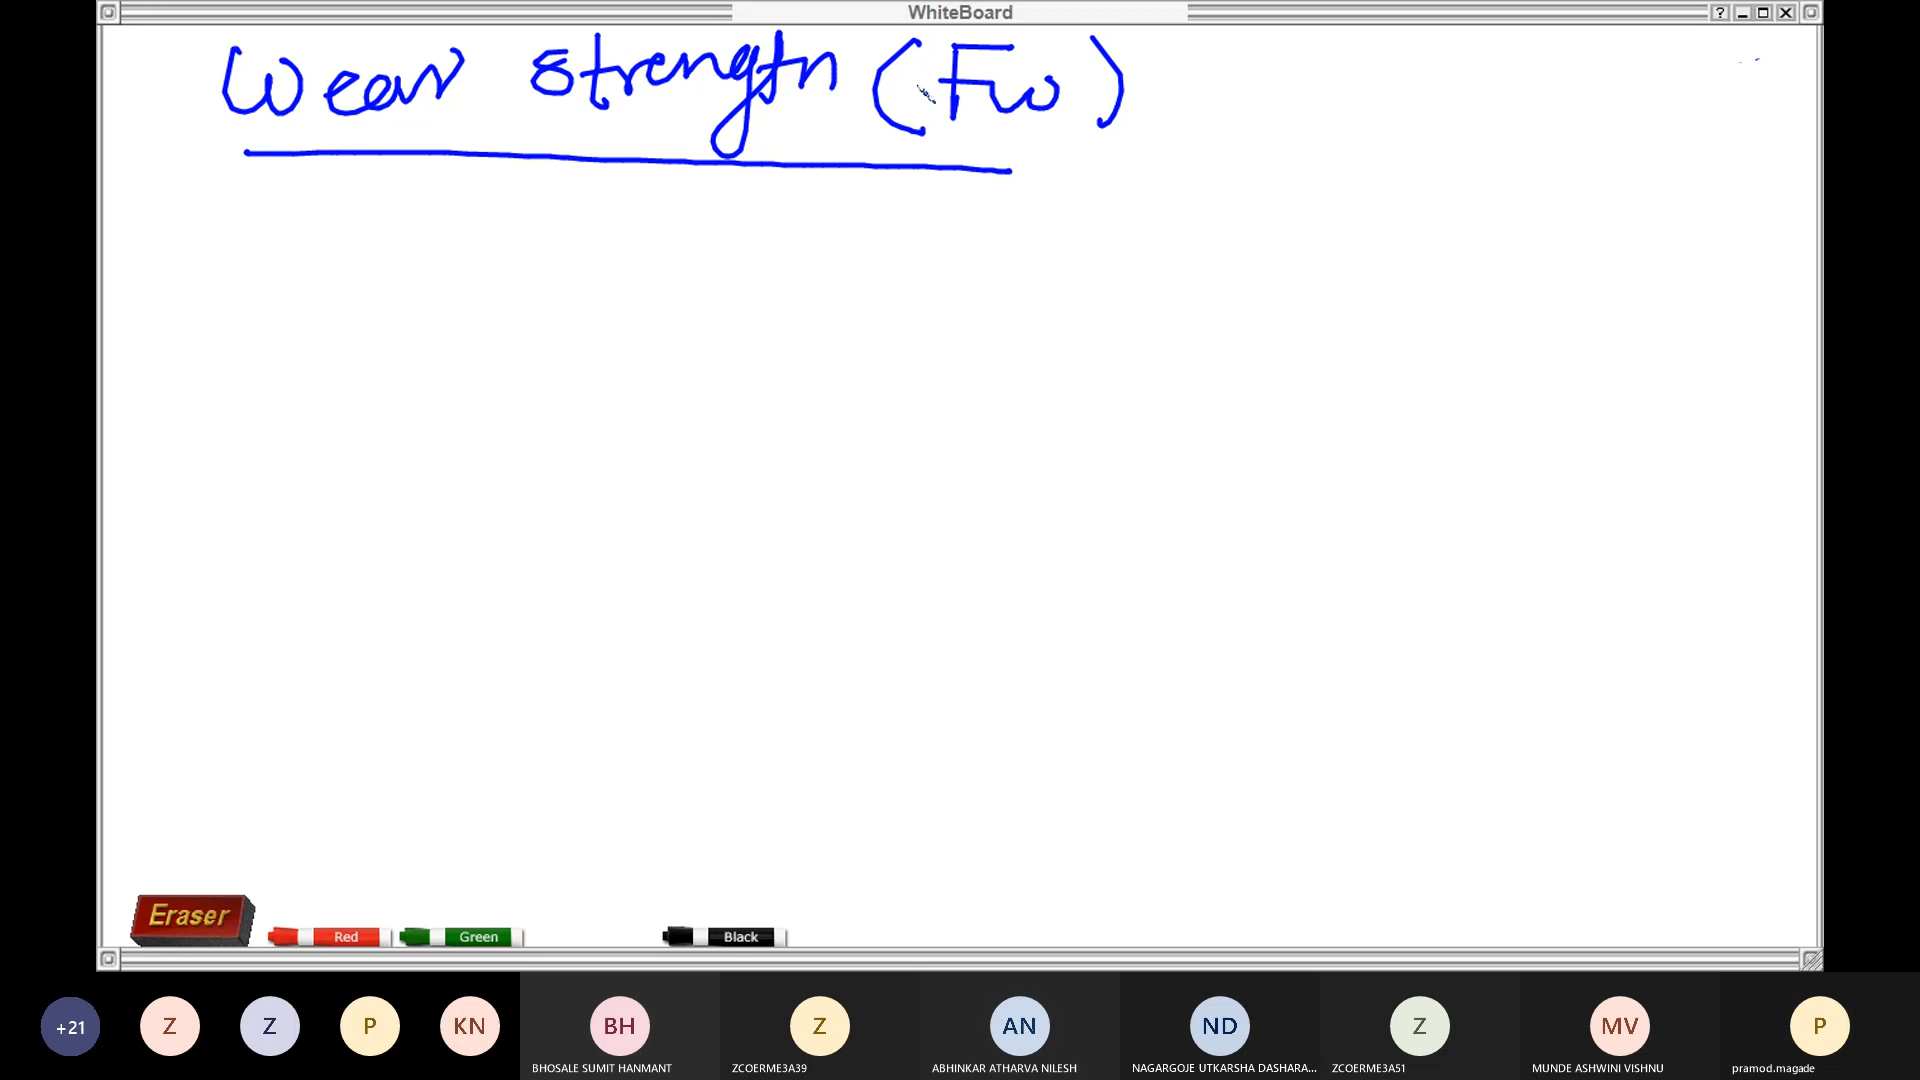 WhiteBoard
?
Wear strength (Fw)
Eraser
Red
Green
Black
+21
Z
Z
P
KN
BH
Z
AN
ND
Z
MV
P
BHOSALE SUMIT HANMANT
ZCOERME3A39
ABHINKAR ATHARVA NILESH
NAGARGOJE UTKARSHA DASHARA...
ZCOERME3A51
MUNDE ASHWINI VISHNU
pramod.magade